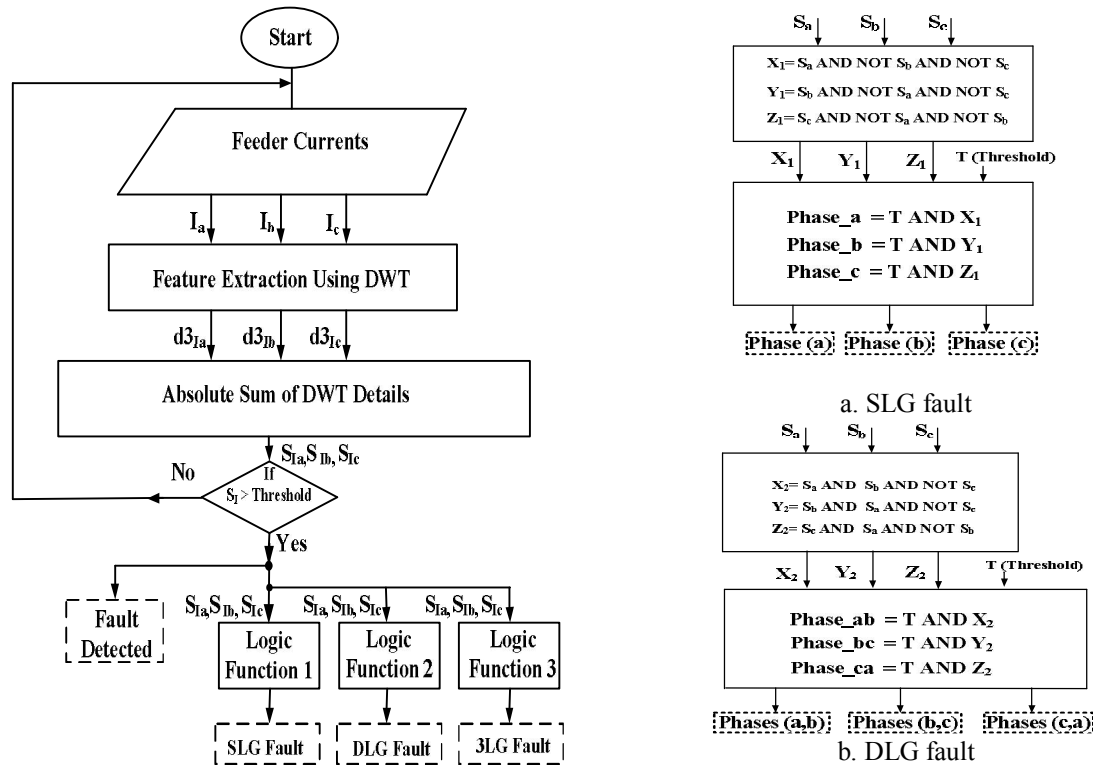 Start
Feeder Currents
Ia Ib Ic
Feature Extraction Using DWT
d3Ia d3Ib d3Ic
Absolute Sum of DWT Details
SIa,SIb, SIc
No
If
SI > Threshold
Yes
Fault
Detected
SIa,SIb, SIc SIa,SIb, SIc SIa,SIb, SIc
Logic
Function 1
Logic
Function 2
Logic
Function 3
SLG Fault
DLG Fault
3LG Fault
Sa Sb Sc
X1= Sa AND NOT Sb AND NOT Sc
Y1= Sb AND NOT Sa AND NOT Sc
Z1= Sc AND NOT Sa AND NOT Sb
X1 Y1 Z1 T (Threshold)
Phase_a = T AND X1
Phase_b = T AND Y1
Phase_c = T AND Z1
Phase (a) Phase (b) Phase (c)
a. SLG fault
Sa Sb Sc
X2= Sa AND Sb AND NOT Sc
Y2= Sb AND Sa AND NOT Sc
Z2= Sc AND Sa AND NOT Sb
X2 Y2 Z2 T (Threshold)
Phase_ab = T AND X2
Phase_bc = T AND Y2
Phase_ca = T AND Z2
Phases (a,b) Phases (b,c) Phases (c,a)
b. DLG fault